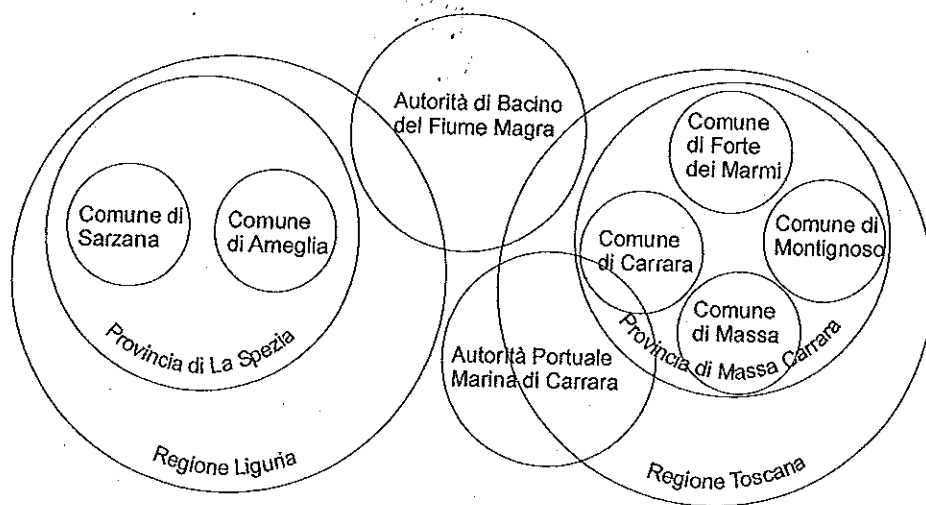 Autorità di Bacino
del Fiume Magra
Comune
di Forte
dei Marmi
Comune di
Sarzana
Comune
di Ameglia
Comune
di Carrara
Comune di
Montignoso
Comune
di Massa
Provincia di La Spezia
Provincia di Massa Carrara
Autorità Portuale
Marina di Carrara
Regione Liguria
Regione Toscana